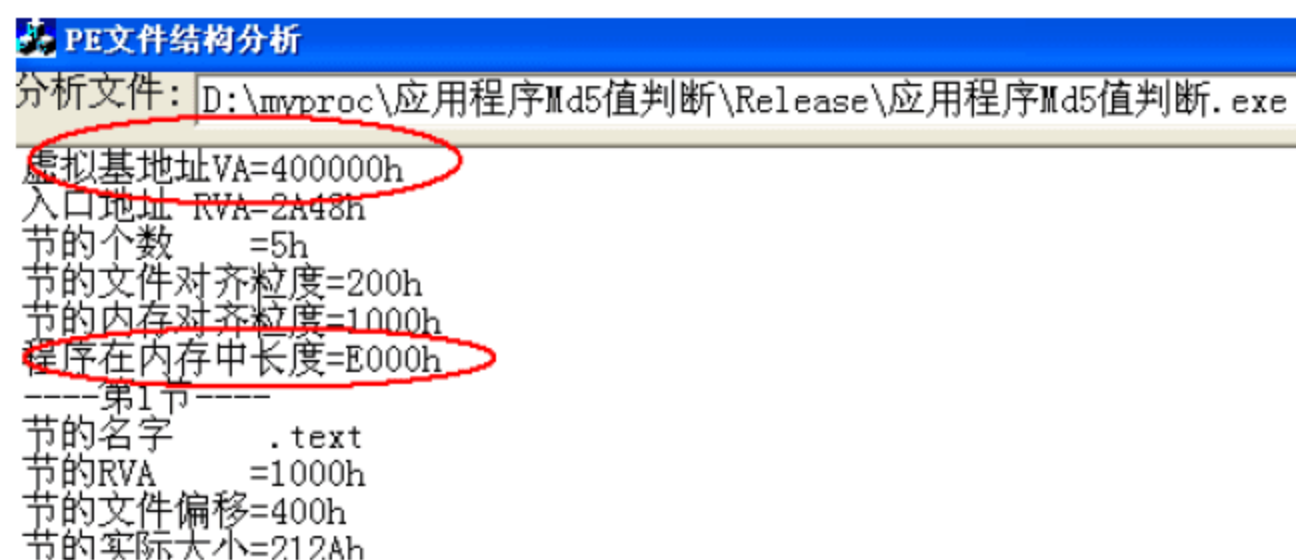 PE文件结构分析
分析文件: D:\myproc\应用程序Md5值判断\Release\应用程序Md5值判断.exe
虚拟基地址VA=400000h
入口地址 RVA=2A48h
节的个数    =5h
节的文件对齐粒度=200h
节的内存对齐粒度=1000h
程序在内存中长度=E000h
----第1节----
节的名字     .text
节的RVA     =1000h
节的文件偏移=400h
节的实际大小=212Ah